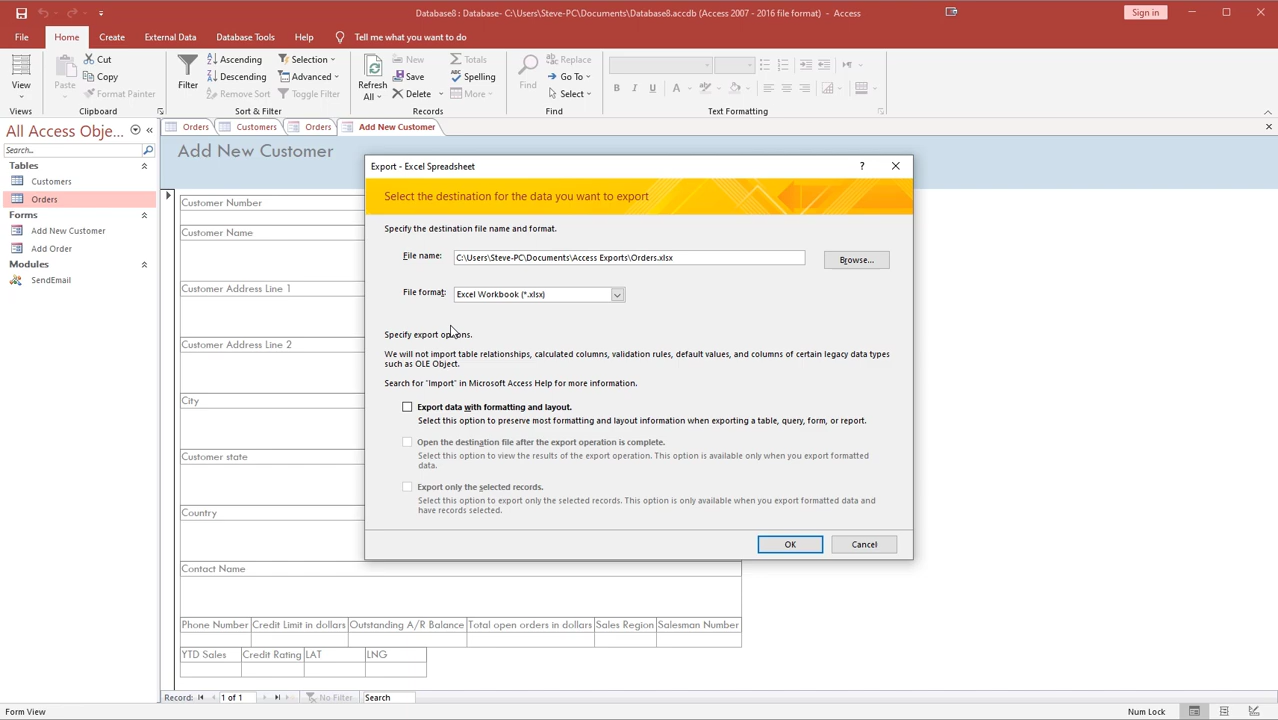 Database8 : Database- C:\Users\Steve-PC\Documents\Database8.accdb (Access 2007 - 2016 file format) - Access
Sign in
File Home Create External Data Database Tools Help Tell me what you want to do
View
Views
Paste
Cut
Copy
Format Painter
Clipboard
Filter
Ascending
Descending
Remove Sort
Selection
Advanced
Toggle Filter
Sort & Filter
Refresh
All
New
Save
Delete
Totals
Spelling
More
Records
Find
Replace
Go To
Select
Find
B I U A
Text Formatting
All Access Obje...
Search...
Tables
Customers
Orders
Forms
Add New Customer
Add Order
Modules
SendEmail
Orders Customers Orders Add New Customer
Add New Customer
Customer Number
Customer Name
Customer Address Line 1
Customer Address Line 2
City
Customer state
Country
Contact Name
Phone Number Credit Limit in dollars Outstanding A/R Balance Total open orders in dollars Sales Region Salesman Number
YTD Sales Credit Rating LAT LNG
Export - Excel Spreadsheet
?
Select the destination for the data you want to export
Specify the destination file name and format.
File name: C:\Users\Steve-PC\Documents\Access Exports\Orders.xlsx Browse...
File format: Excel Workbook (*.xlsx)
Specify export options.
We will not import table relationships, calculated columns, validation rules, default values, and columns of certain legacy data types
such as OLE Object.
Search for "Import" in Microsoft Access Help for more information.
Export data with formatting and layout.
Select this option to preserve most formatting and layout information when exporting a table, query, form, or report.
Open the destination file after the export operation is complete.
Select this option to view the results of the export operation. This option is available only when you export formatted
data.
Export only the selected records.
Select this option to export only the selected records. This option is only available when you export formatted data and
have records selected.
OK Cancel
Record: 1 of 1 No Filter Search
Form View
Num Lock